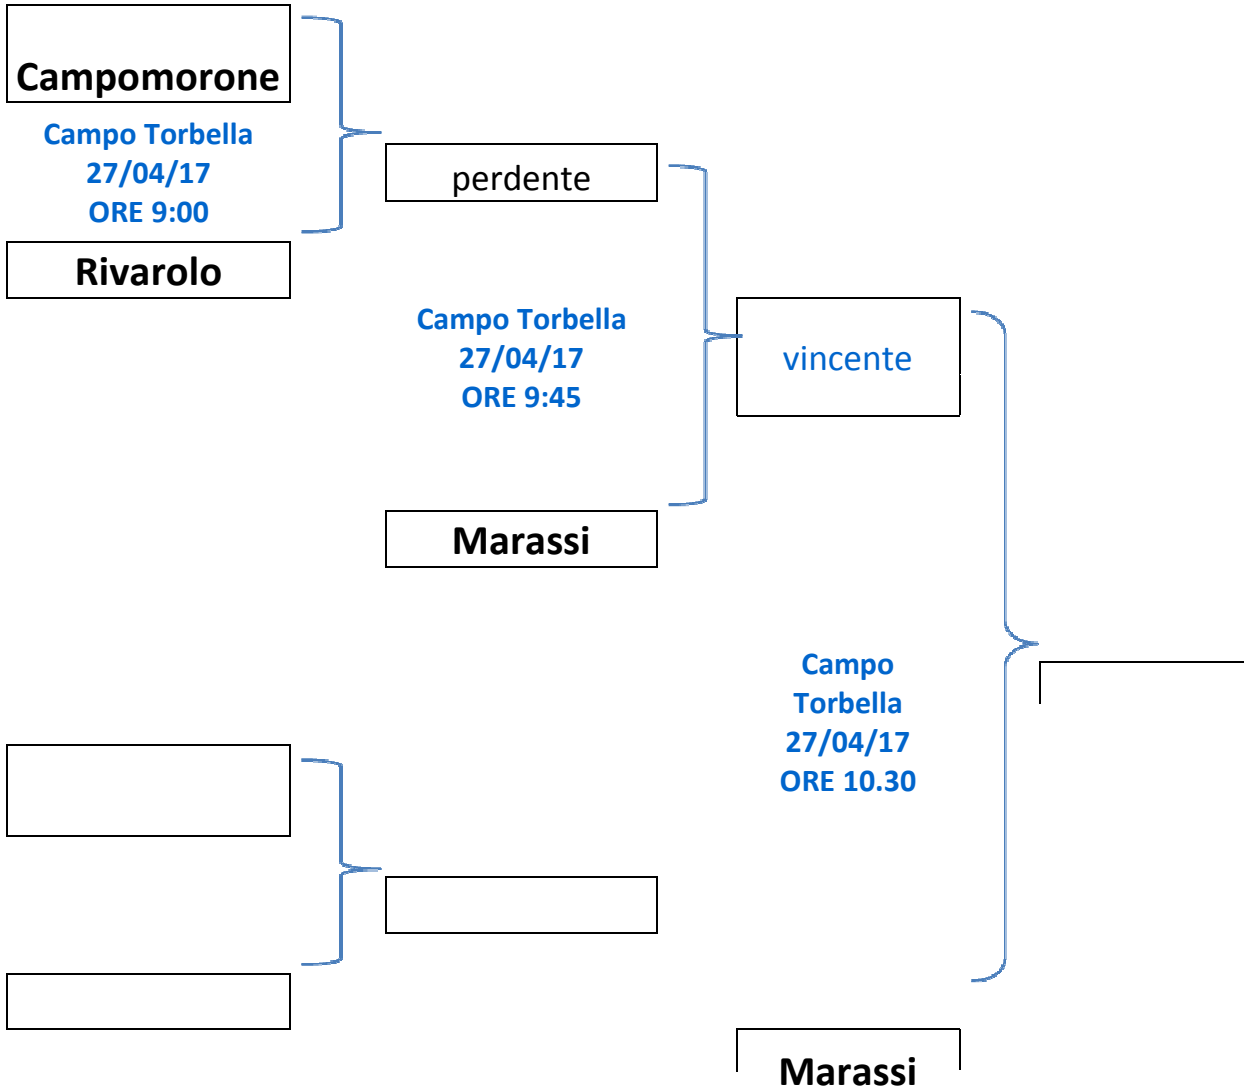 Campomorone
Campo Torbella
27/04/17
ORE 9:00
Rivarolo
perdente
Campo Torbella
27/04/17
ORE 9:45
Marassi
vincente
Campo
Torbella
27/04/17
ORE 10.30
Marassi